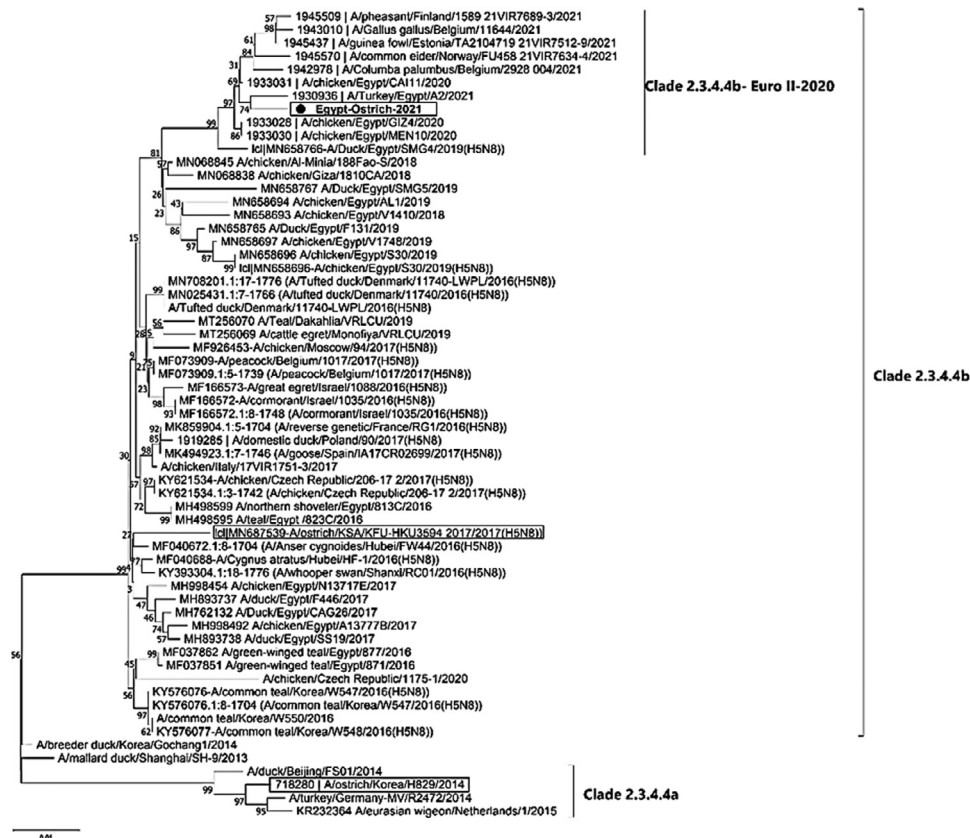 1945509 | A/pheasant/Finland/1589 21VIR7689-3/2021
1943010 | A/Gallus gallus/Belgium/11644/2021
1945437 | A/guinea fowl/Estonia/TA2104719 21VIR7512-9/2021
1945570 | A/common eider/Norway/FU458 21VIR7634-4/2021
1942978 | A/Columba palumbus/Belgium/2928 004/2021
1933031 | A/chicken/Egypt/CAI11/2020
1930936 | A/Turkey/Egypt/A2/2021
Egypt-Ostrich-2021
1933028 | A/chicken/Egypt/GIZ4/2020
1933030 | A/chicken/Egypt/MEN10/2020
lcl|MN658766-A/Duck/Egypt/SMG4/2019(H5N8))
MN068845 A/chicken/Al-Minia/188Fao-S/2018
MN068838 A/chicken/Giza/1810CA/2018
MN658767 A/Duck/Egypt/SMG5/2019
MN658694 A/chicken/Egypt/AL1/2019
MN658693 A/chicken/Egypt/V1410/2018
MN658765 A/Duck/Egypt/F131/2019
MN658697 A/chicken/Egypt/V1748/2019
MN658696 A/chicken/Egypt/S30/2019
lcl|MN658696-A/chicken/Egypt/S30/2019(H5N8))
MN708201.1:17-1776 (A/Tufted duck/Denmark/11740-LWPL/2016(H5N8))
MN025431.1:7-1766 (A/tufted duck/Denmark/11740/2016(H5N8))
A/Tufted duck/Denmark/11740-LWPL/2016(H5N8)
MT256070 A/Teal/Dakahlia/VRLCU/2019
MT256069 A/cattle egret/Monofiya/VRLCU/2019
MF926453-A/chicken/Moscow/94/2017(H5N8))
MF073909-A/peacock/Belgium/1017/2017(H5N8))
MF073909.1:5-1739 (A/peacock/Belgium/1017/2017(H5N8))
MF166573-A/great egret/Israel/1088/2016(H5N8))
MF166572-A/cormorant/Israel/1035/2016(H5N8))
MF166572.1:8-1748 (A/cormorant/Israel/1035/2016(H5N8))
MK859904.1:5-1704 (A/reverse genetic/France/RG1/2016(H5N8))
1919285 | A/domestic duck/Poland/90/2017(H5N8)
MK494923.1:7-1746 (A/goose/Spain/IA17CR02699/2017(H5N8))
A/chicken/Italy/17VIR1751-3/2017
KY621534-A/chicken/Czech Republic/206-17 2/2017(H5N8))
KY621534.1:3-1742 (A/chicken/Czech Republic/206-17 2/2017(H5N8))
MH498599 A/northern shoveler/Egypt/813C/2016
MH498595 A/teal/Egypt /823C/2016
lcl|MN687539-A/ostrich/KSA/KFU-HKU3594 2017/2017(H5N8))
MF040672.1:8-1704 (A/Anser cygnoides/Hubei/FW44/2016(H5N8))
MF040688-A/Cygnus atratus/Hubei/HF-1/2016(H5N8))
KY393304.1:18-1776 (A/whooper swan/Shanxi/RC01/2016(H5N8))
MH998454 A/chicken/Egypt/N13717E/2017
MH893737 A/duck/Egypt/F446/2017
MH762132 A/Duck/Egypt/CAG26/2017
MH998492 A/chicken/Egypt/A13777B/2017
MH893738 A/duck/Egypt/SS19/2017
MF037862 A/green-winged teal/Egypt/877/2016
MF037851 A/green-winged teal/Egypt/871/2016
A/chicken/Czech Republic/1175-1/2020
KY576076-A/common teal/Korea/W547/2016(H5N8))
KY576076.1:8-1704 (A/common teal/Korea/W547/2016(H5N8))
A/common teal/Korea/W550/2016
KY576077-A/common teal/Korea/W548/2016(H5N8))
A/breeder duck/Korea/Gochang1/2014
A/mallard duck/Shanghai/SH-9/2013
A/duck/Beijing/FS01/2014
718280 | A/ostrich/Korea/H829/2014
A/turkey/Germany-MV/R2472/2014
KR232364 A/eurasian wigeon/Netherlands/1/2015
Clade 2.3.4.4b- Euro II-2020
Clade 2.3.4.4b
Clade 2.3.4.4a
57
98
61
84
31
69
97
74
99
86
81
57
26
23
43
86
97
87
99
15
99
56
9
23
98
93
92
85
98
30
57
97
72
99
22
77
99
3
47
46
74
57
99
45
56
97
62
56
99
97
95